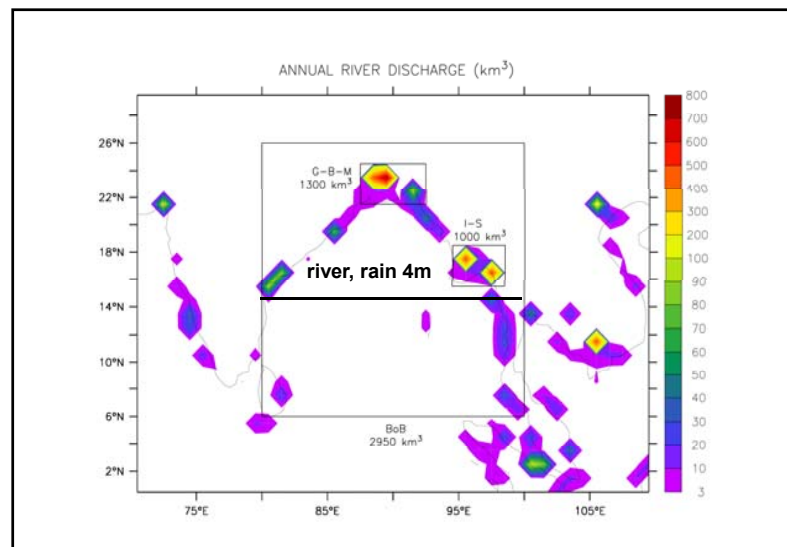 ANNUAL RIVER DISCHARGE (km³)
800
700
600
500
400
300
200
100
90
80
70
60
50
40
30
20
10
3
26°N
22°N
18°N
14°N
10°N
6°N
2°N
G-B-M
1300 km³
I-S
1000 km³
river, rain 4m
BoB
2950 km³
75°E
85°E
95°E
105°E